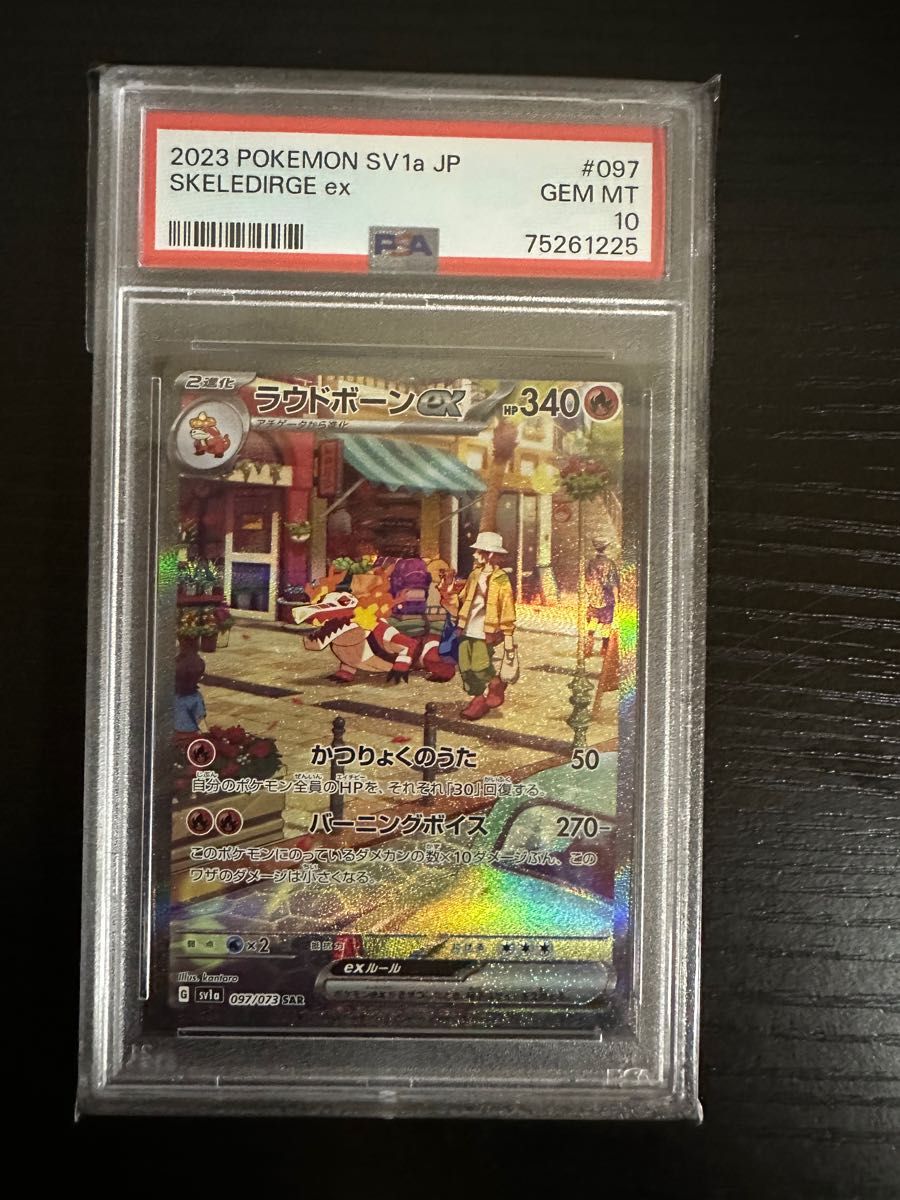 2023 POKEMON SV1a JP
#097
SKELEDIRGE ex
GEM MT
10
PSA
75261225
2進化
ラウドボーンex
HP340
アチゲータから進化
かつりょくのうた 50
自分のポケモン全員のHPを、それぞれ「30」回復する。
バーニングボイス 270-
このポケモンにのっているダメカンの数×10ダメージぶん、この
ワザのダメージは小さくなる。
弱点 ×2
抵抗力
exルール
Illus. kantaro
G sv1a 097/073 SAR
PSA